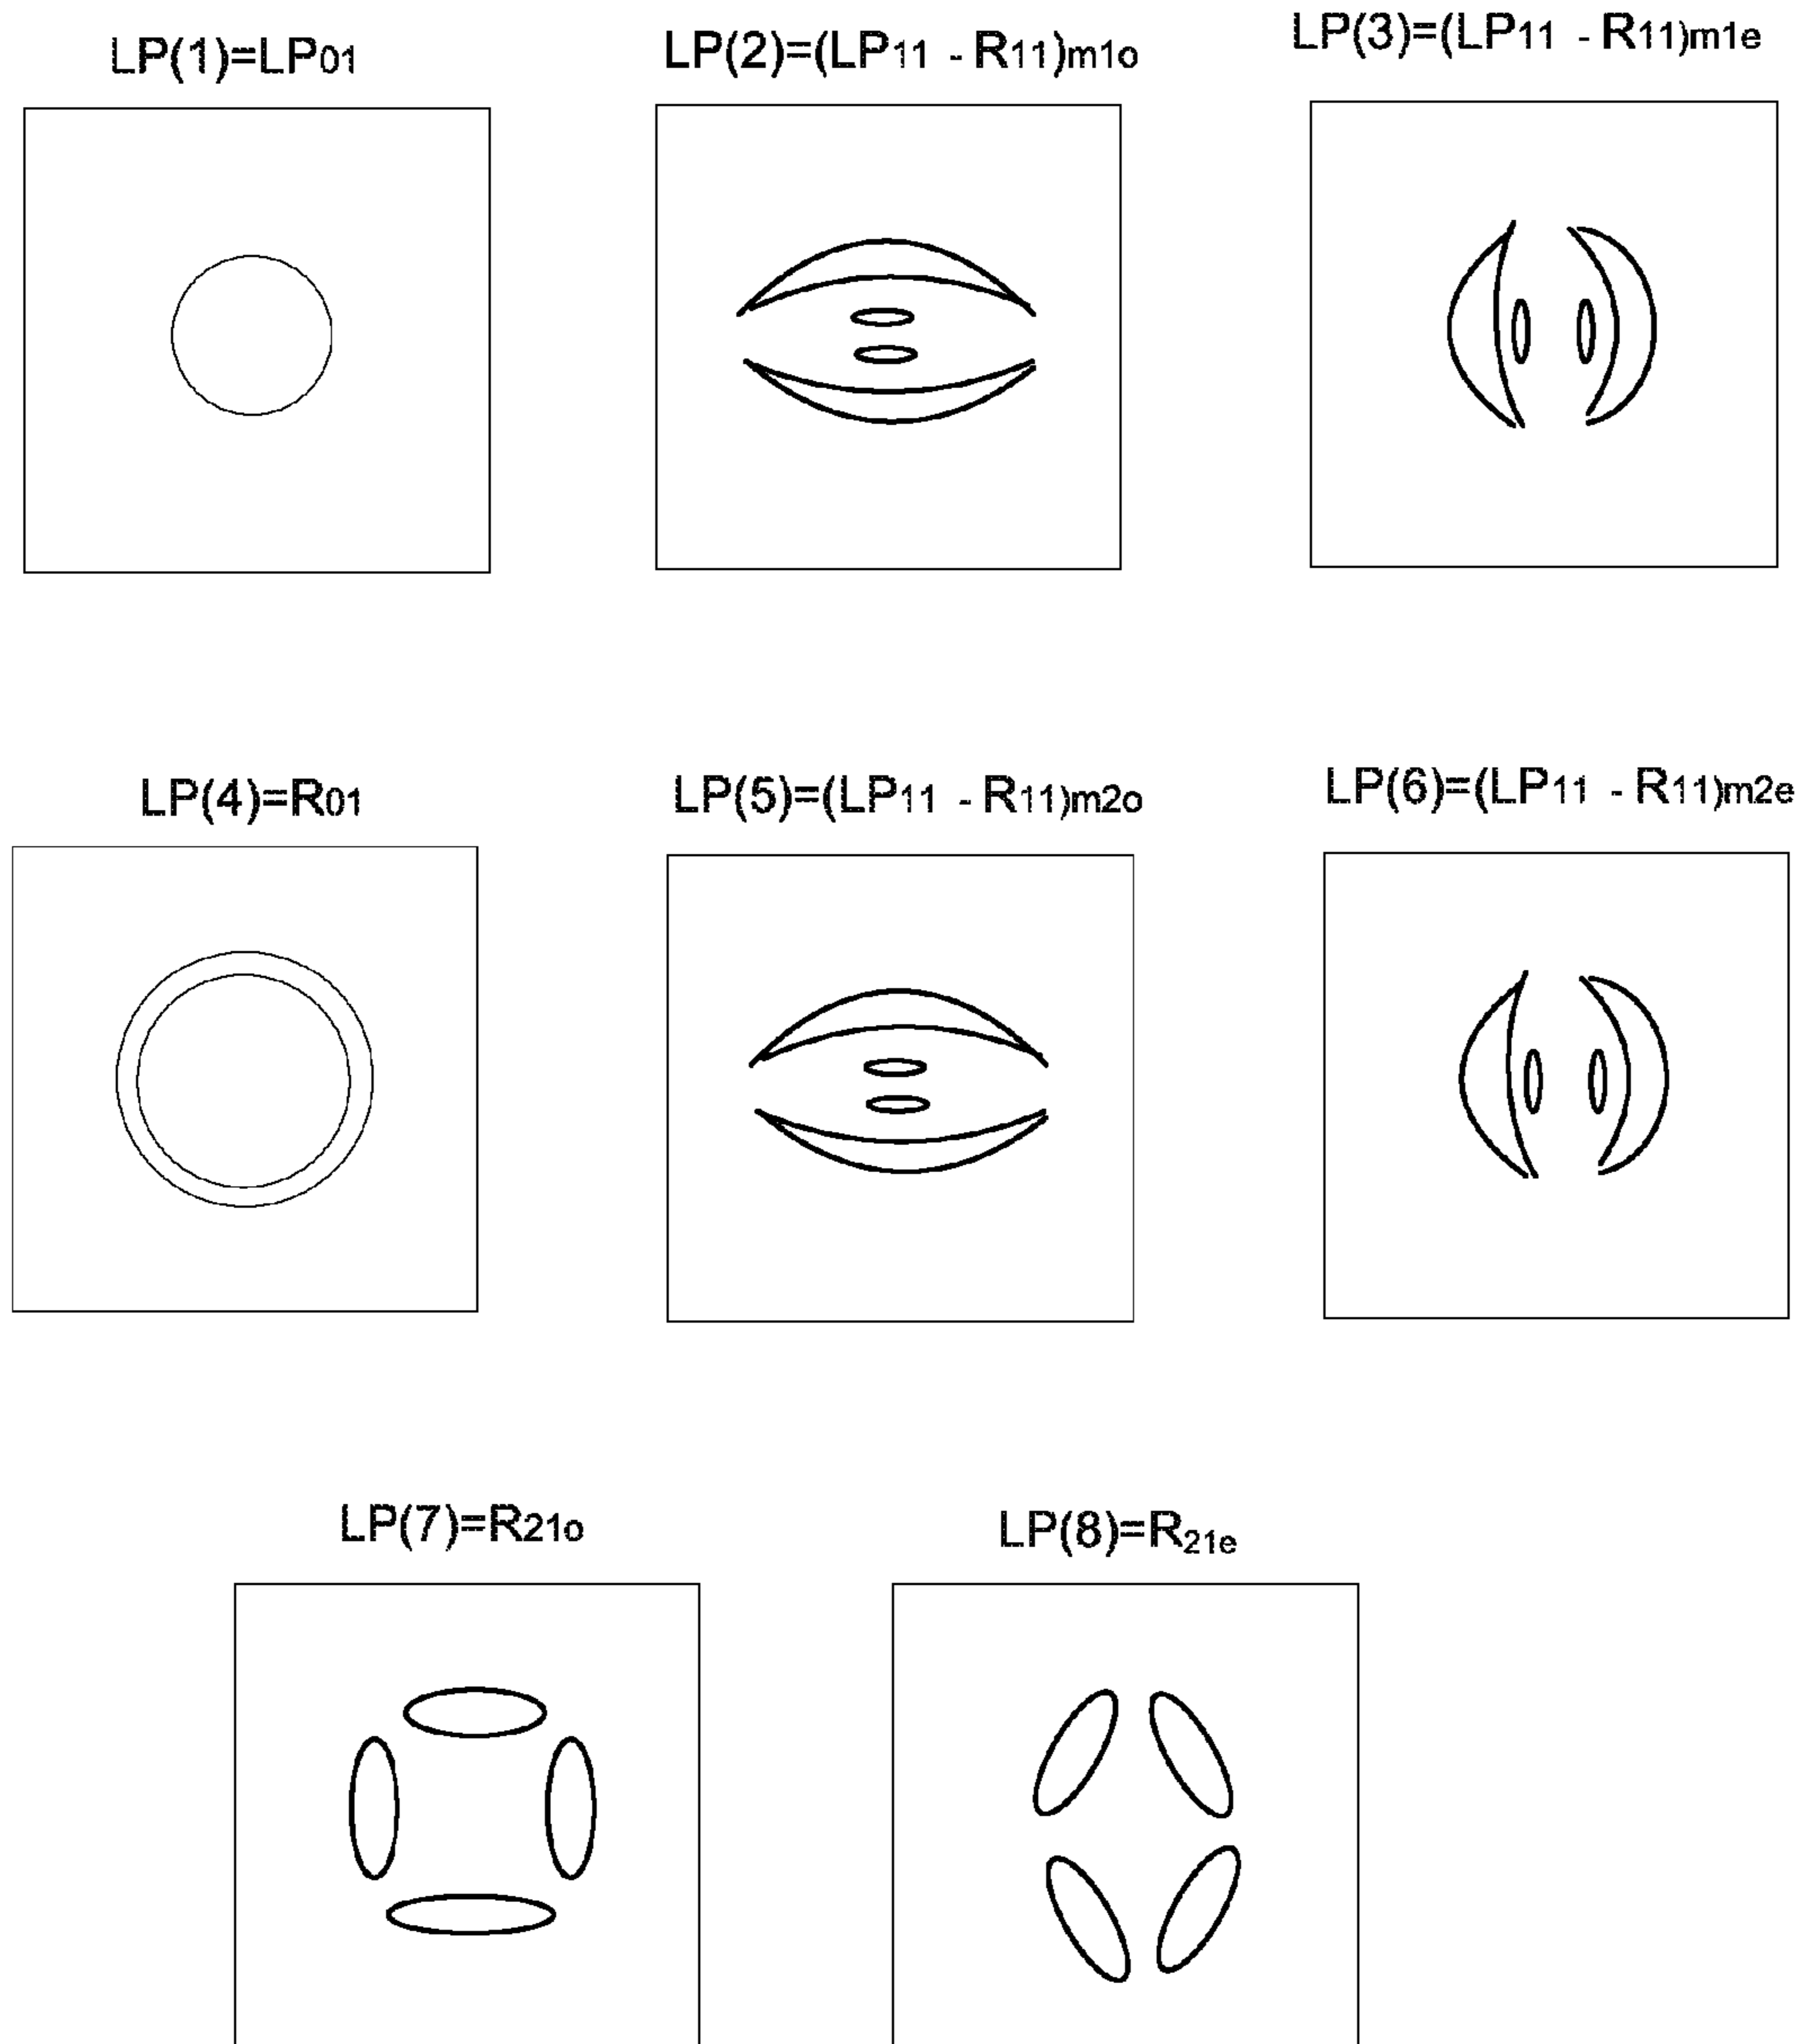 LP(1)=LP01
LP(2)=(LP11 - R11)m1o
LP(3)=(LP11 - R11)m1e
LP(4)=R01
LP(5)=(LP11 - R11)m2o
LP(6)=(LP11 - R11)m2e
LP(7)=R21o
LP(8)=R21e